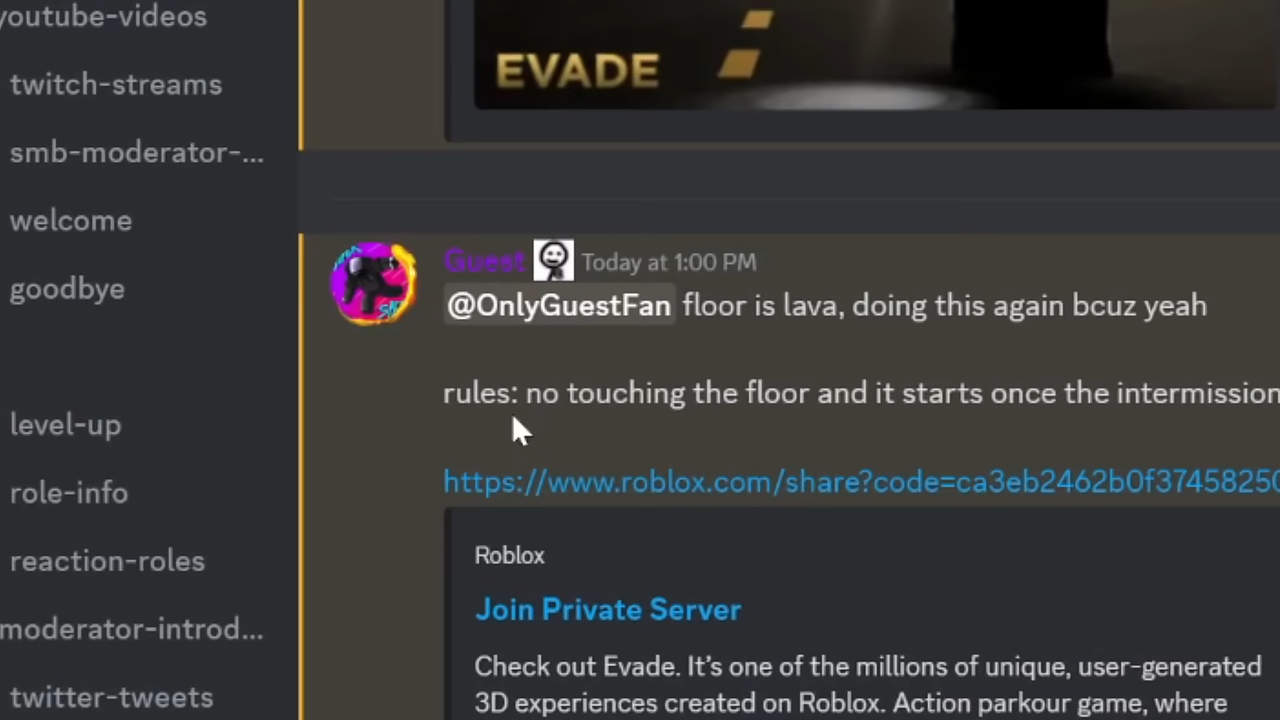 youtube-videos
twitch-streams
smb-moderator-...
welcome
goodbye
level-up
role-info
reaction-roles
moderator-introd...
twitter-tweets
EVADE
Guest Today at 1:00 PM
@OnlyGuestFan floor is lava, doing this again bcuz yeah
rules: no touching the floor and it starts once the intermission
https://www.roblox.com/share?code=ca3eb2462b0f37458250
Roblox
Join Private Server
Check out Evade. It's one of the millions of unique, user-generated
3D experiences created on Roblox. Action parkour game, where